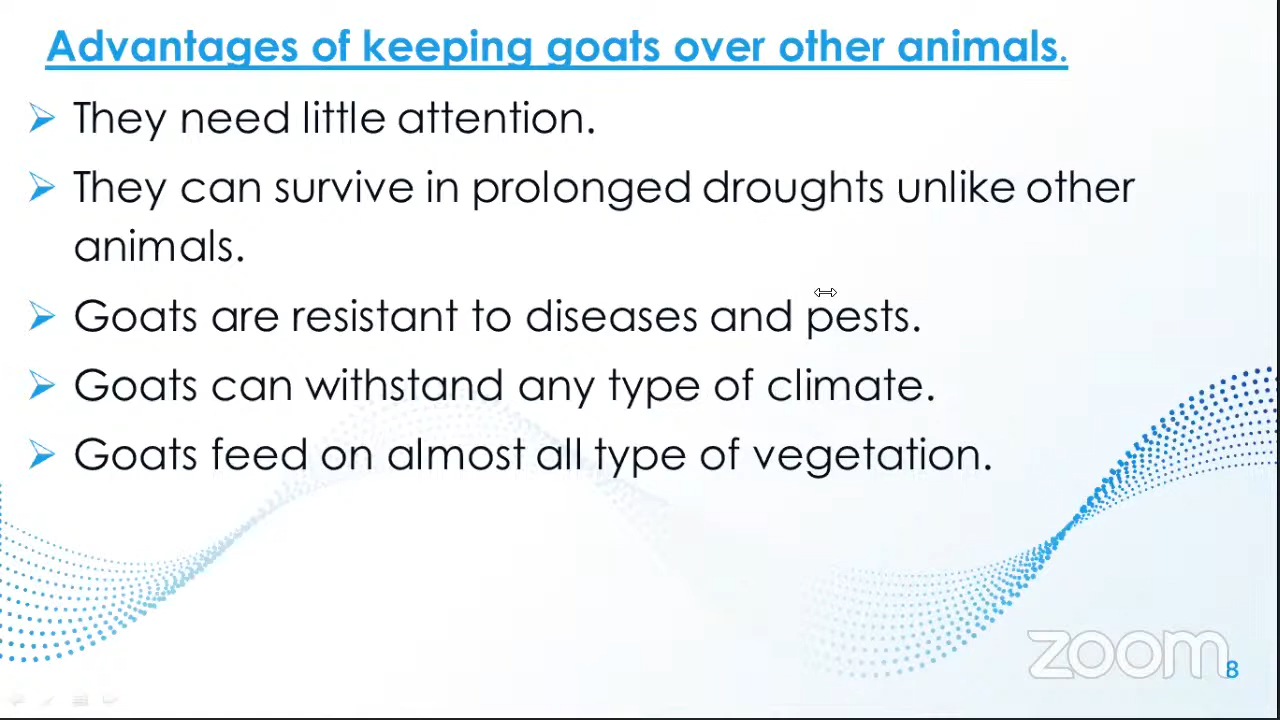 Advantages of keeping goats over other animals.
They need little attention.
They can survive in prolonged droughts unlike other
animals.
Goats are resistant to diseases and pests.
Goats can withstand any type of climate.
Goats feed on almost all type of vegetation.
zoom
8